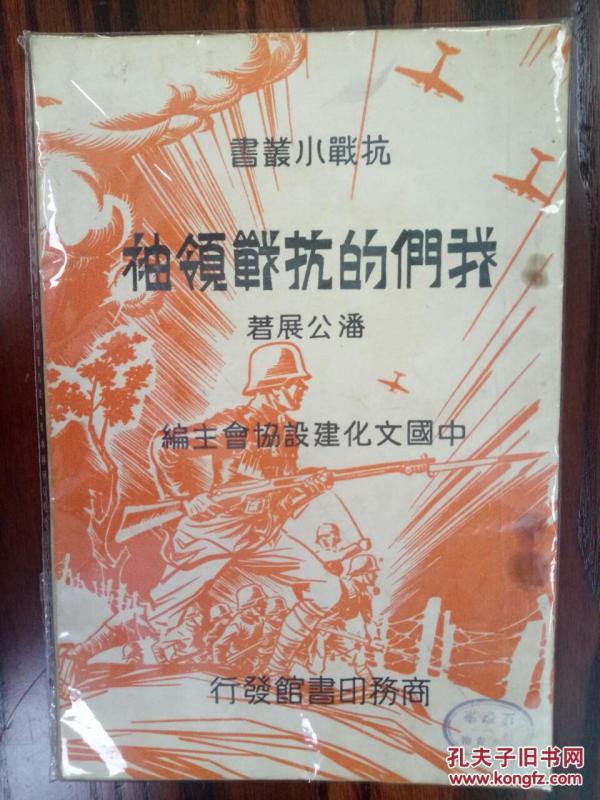 抗戰小叢書
我們的抗戰領袖
潘公展著
中國文化建設協會主編
商務印書館發行
孔夫子旧书网
www.kongfz.com